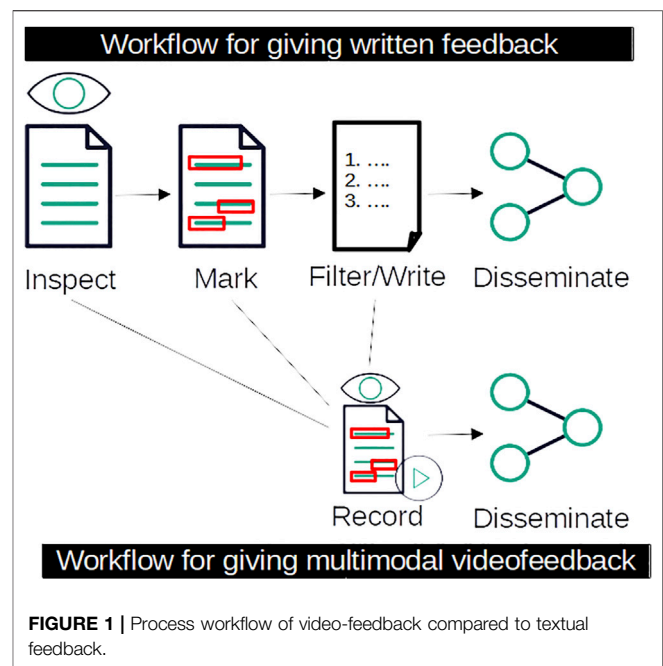 Workflow for giving written feedback
1. ....
2. ....
3. ....
Inspect
Mark
Filter/Write
Disseminate
Record
Disseminate
Workflow for giving multimodal videofeedback
FIGURE 1 | Process workflow of video-feedback compared to textual
feedback.